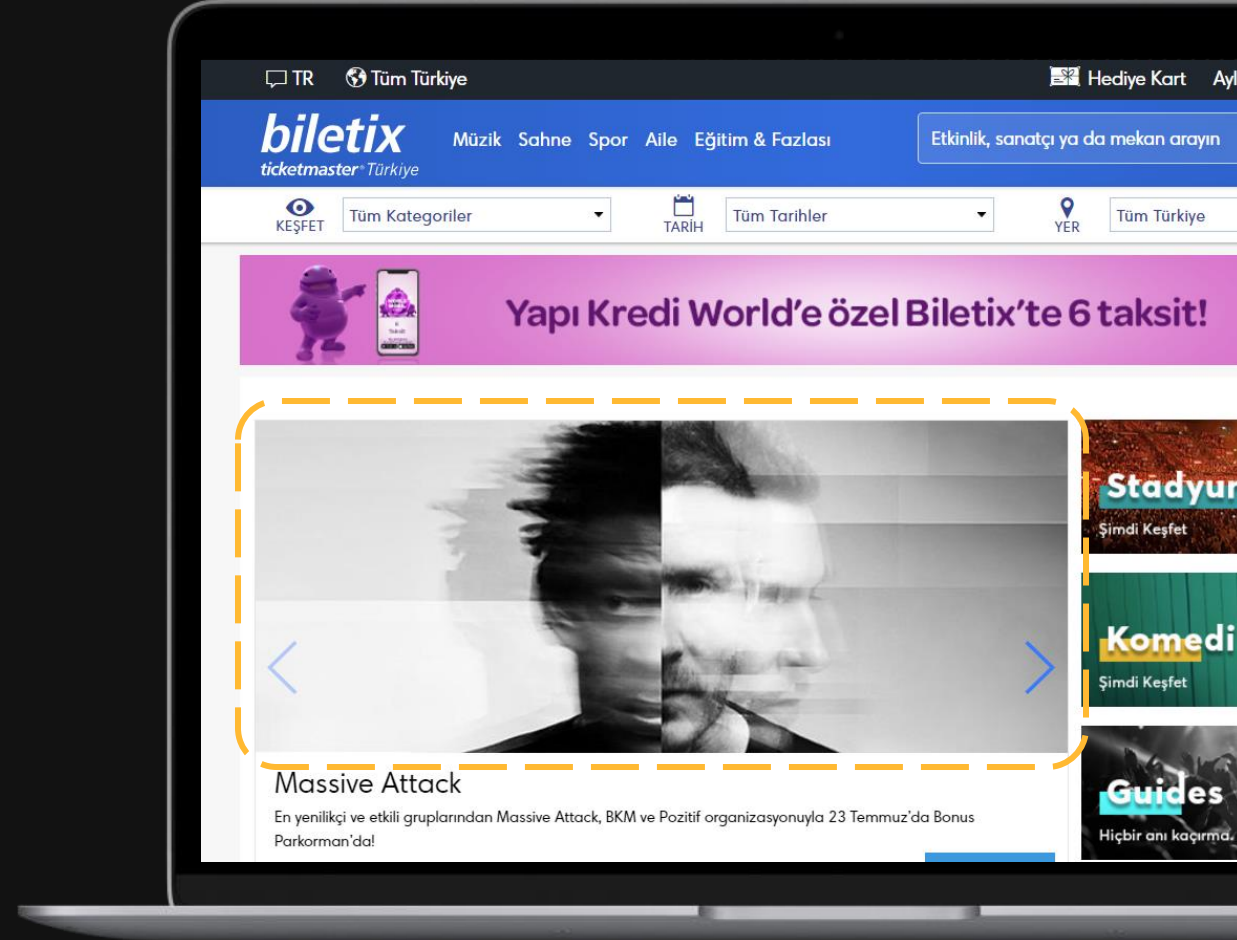 TR
Tüm Türkiye
Hediye Kart
biletix
ticketmaster® Türkiye
Müzik Sahne Spor Aile Eğitim & Fazlası
Etkinlik, sanatçı ya da mekan arayın
KEŞFET
Tüm Kategoriler
TARİH
Tüm Tarihler
YER
Tüm Türkiye
Yapı Kredi World’e özel Biletix’te 6 taksit!
Şimdi Keşfet
Komedi
Şimdi Keşfet
Guides
Hiçbir anı kaçırma.
Massive Attack
En yenilikçi ve etkili gruplarından Massive Attack, BKM ve Pozitif organizasyonuyla 23 Temmuz’da Bonus
Parkorman’da!